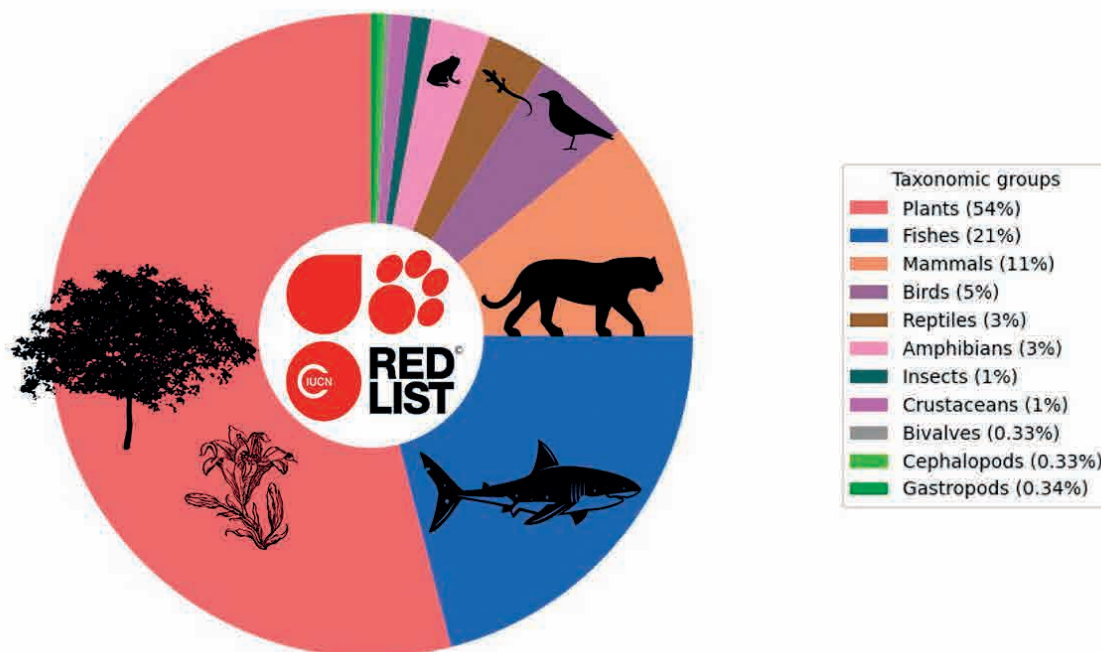 RED©
LIST
IUCN
Taxonomic groups
Plants (54%)
Fishes (21%)
Mammals (11%)
Birds (5%)
Reptiles (3%)
Amphibians (3%)
Insects (1%)
Crustaceans (1%)
Bivalves (0.33%)
Cephalopods (0.33%)
Gastropods (0.34%)